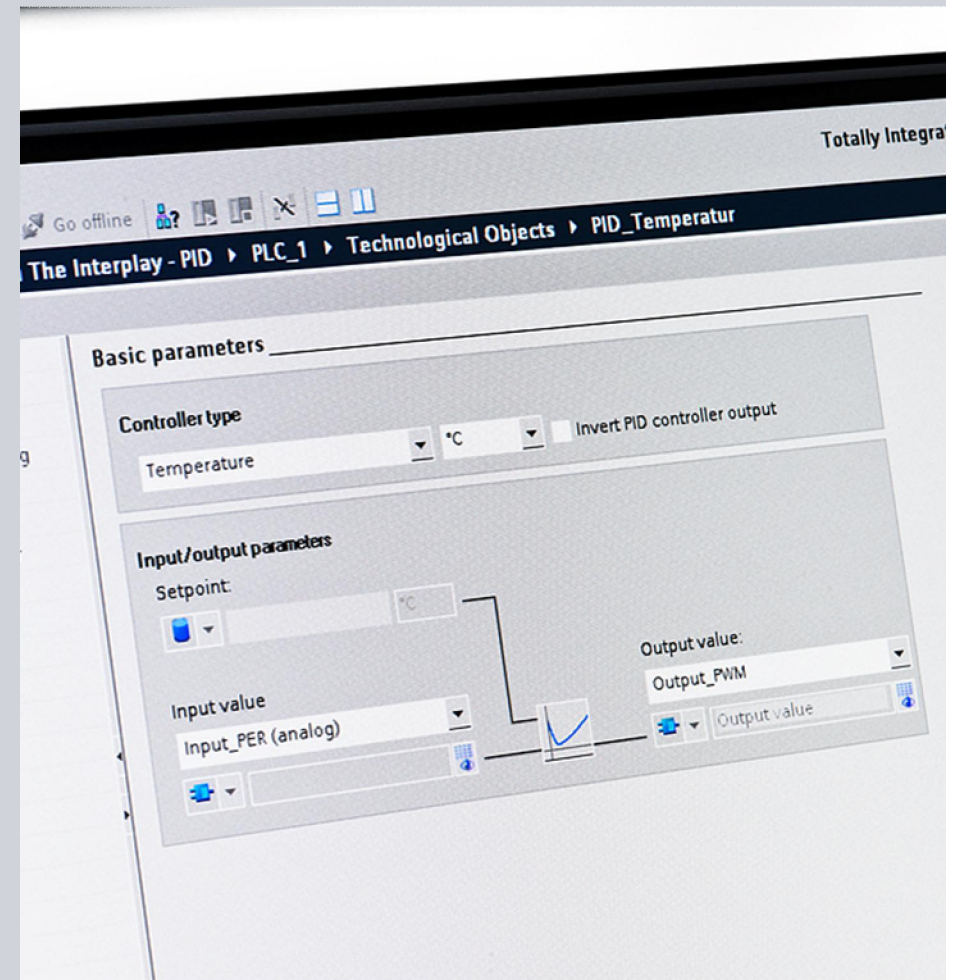 Totally Integra
Go offline
The Interplay - PID ▸ PLC_1 ▸ Technological Objects ▸ PID_Temperatur
Basic parameters
Controller type
Temperature
°C
Invert PID controller output
g
Input/output parameters
Setpoint:
°C
Output value:
Output_PWM
Output value
Input value
Input_PER (analog)